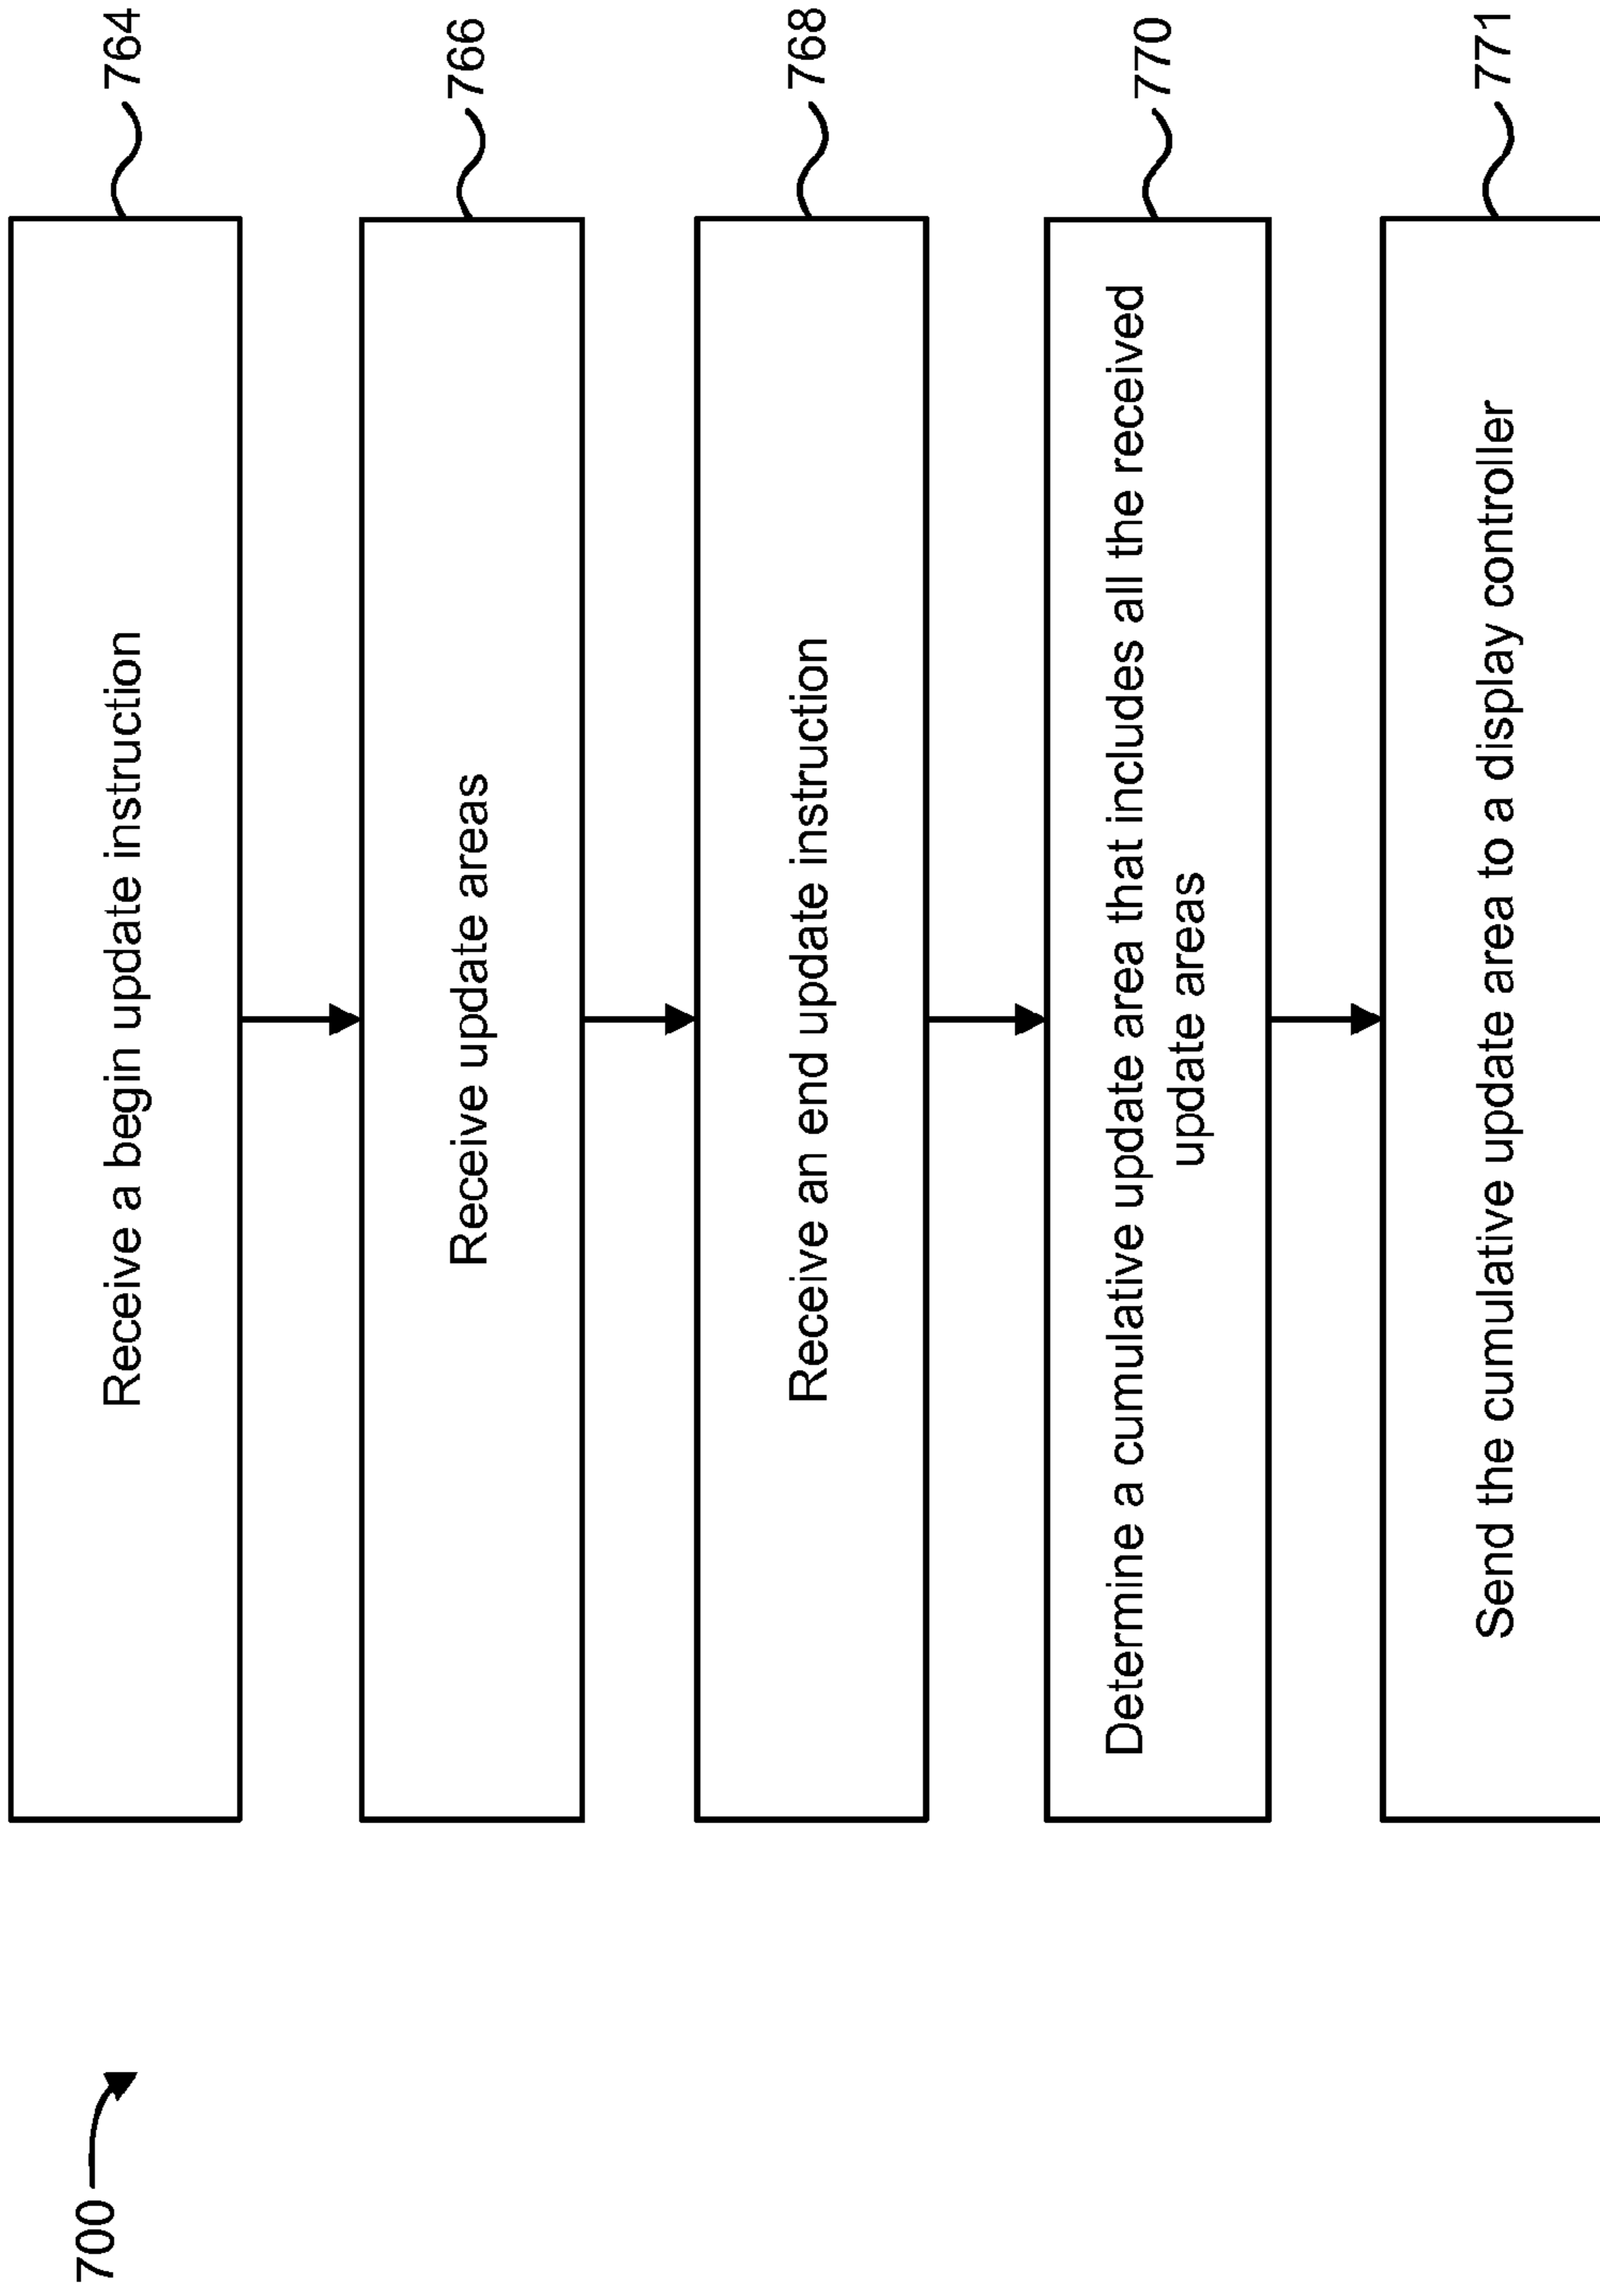 700
Receive a begin update instruction
764
Receive update areas
766
Receive an end update instruction
768
Determine a cumulative update area that includes all the received
update areas
770
Send the cumulative update area to a display controller
771